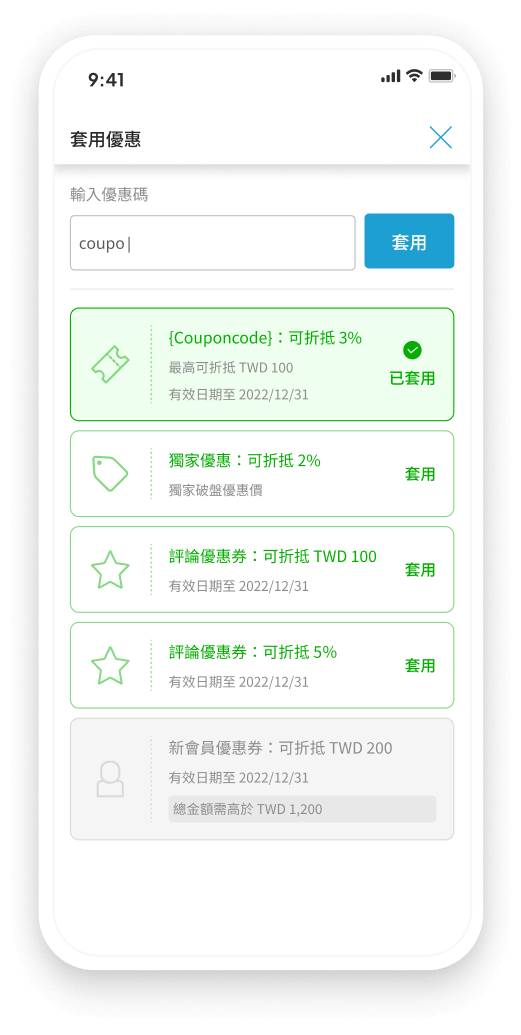 9:41
套用優惠
輸入優惠碼
coupo
套用
{Couponcode}：可折抵 3%
最高可折抵 TWD 100
有效日期至 2022/12/31
已套用
獨家優惠：可折抵 2%
獨家破盤優惠價
套用
評論優惠券：可折抵 TWD 100
有效日期至 2022/12/31
套用
評論優惠券：可折抵 5%
有效日期至 2022/12/31
套用
新會員優惠券：可折抵 TWD 200
有效日期至 2022/12/31
總金額需高於 TWD 1,200